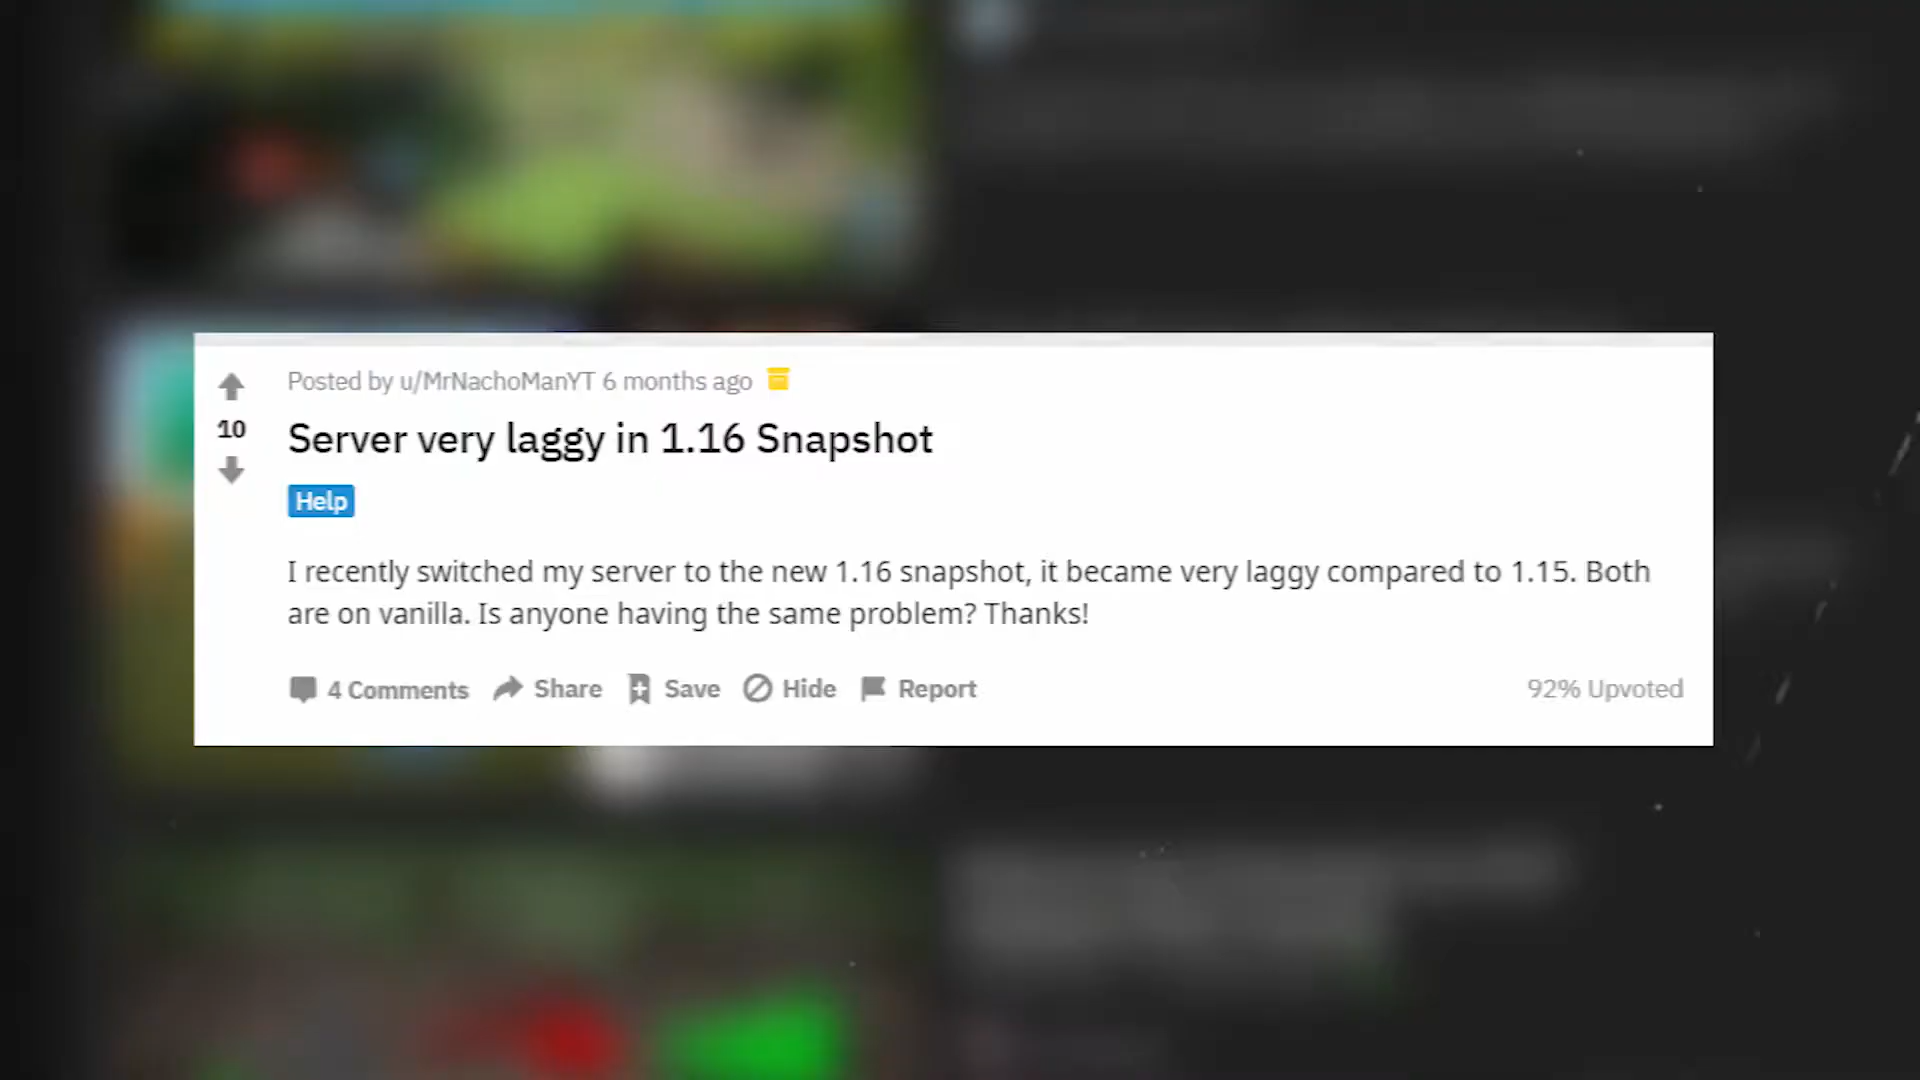 Posted by u/MrNachoManYT 6 months ago
10
Server very laggy in 1.16 Snapshot
Help
I recently switched my server to the new 1.16 snapshot, it became very laggy compared to 1.15. Both
are on vanilla. Is anyone having the same problem? Thanks!
4 Comments Share Save Hide Report 92% Upvoted